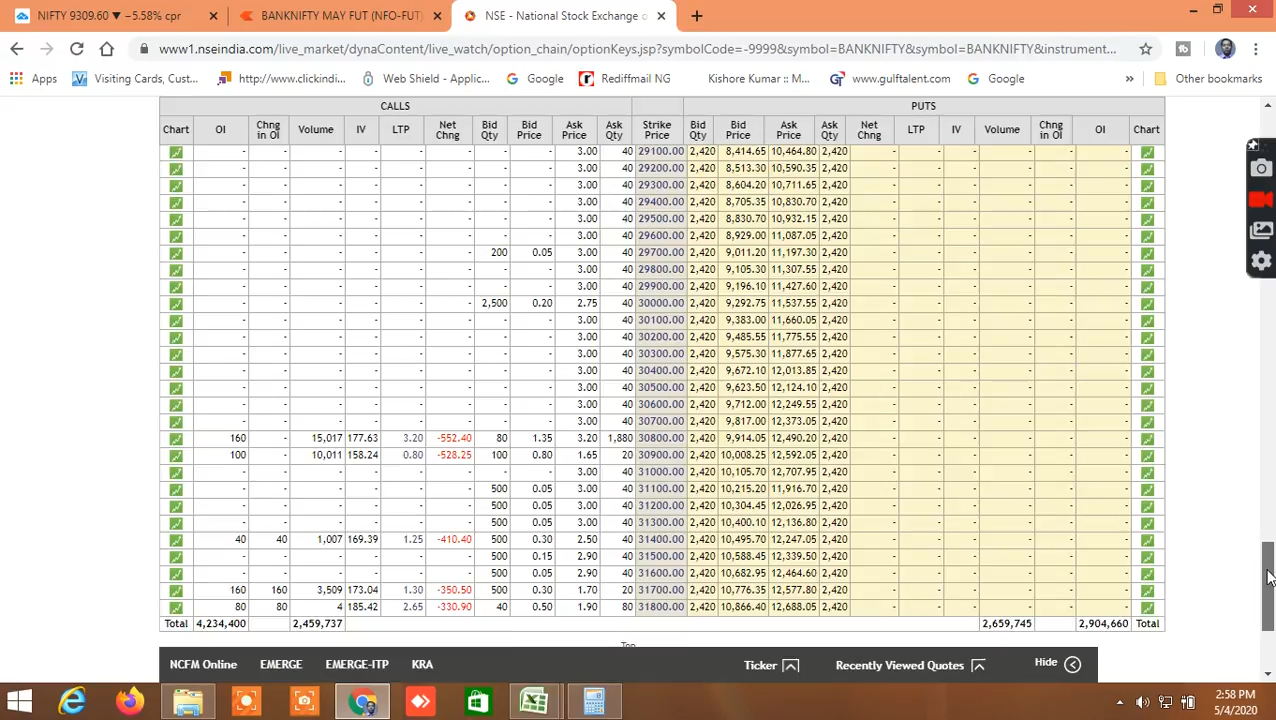 NIFTY 9309.60 ▼ −5.58% cpr BANKNIFTY MAY FUT (NFO-FUT) NSE - National Stock Exchange o
www1.nseindia.com/live_market/dynaContent/live_watch/option_chain/optionKeys.jsp?symbolCode=-9999&symbol=BANKNIFTY&symbol=BANKNIFTY&instrument...
Apps Visiting Cards, Cust... http://www.clickindi... Web Shield - Applic... Google Rediffmail NG Kishore Kumar :: M... www.gulftalent.com Google » Other bookmarks
CALLS PUTS
Chart OI Chng in OI Volume IV LTP Net Chng Bid Qty Bid Price Ask Price Ask Qty Strike Price Bid Qty Bid Price Ask Price Ask Qty Net Chng LTP IV Volume Chng in OI OI Chart
- - - - - - - - 3.00 40 29100.00 2,420 8,414.65 10,464.80 2,420 - - - - - -
- - - - - - - - 3.00 40 29200.00 2,420 8,513.30 10,590.35 2,420 - - - - - -
- - - - - - - - 3.00 40 29300.00 2,420 8,604.20 10,711.65 2,420 - - - - - -
- - - - - - - - 3.00 40 29400.00 2,420 8,705.35 10,830.70 2,420 - - - - - -
- - - - - - - - 3.00 40 29500.00 2,420 8,830.70 10,932.15 2,420 - - - - - -
- - - - - - - - 3.00 40 29600.00 2,420 8,929.00 11,087.05 2,420 - - - - - -
- - - - - - 200 0.05 3.00 40 29700.00 2,420 9,011.20 11,197.30 2,420 - - - - - -
- - - - - - - - 3.00 40 29800.00 2,420 9,105.30 11,307.55 2,420 - - - - - -
- - - - - - - - 3.00 40 29900.00 2,420 9,196.10 11,427.60 2,420 - - - - - -
- - - - - - 2,500 0.20 2.75 40 30000.00 2,420 9,292.75 11,537.55 2,420 - - - - - -
- - - - - - - - 3.00 40 30100.00 2,420 9,383.00 11,660.05 2,420 - - - - - -
- - - - - - - - 3.00 40 30200.00 2,420 9,485.55 11,775.55 2,420 - - - - - -
- - - - - - - - 3.00 40 30300.00 2,420 9,575.30 11,877.65 2,420 - - - - - -
- - - - - - - - 3.00 40 30400.00 2,420 9,672.10 12,013.85 2,420 - - - - - -
- - - - - - - - 3.00 40 30500.00 2,420 9,623.50 12,124.10 2,420 - - - - - -
- - - - - - - - 3.00 40 30600.00 2,420 9,712.00 12,249.55 2,420 - - - - - -
- - - - - - - - 3.00 40 30700.00 2,420 9,817.00 12,373.05 2,420 - - - - - -
160 - 15,017 177.63 3.20 -552.40 80 1.35 3.20 1,880 30800.00 2,420 9,914.05 12,490.20 2,420 - - - - - -
100 - 10,011 158.24 0.80 -528.25 100 0.80 1.65 20 30900.00 2,420 10,008.25 12,592.05 2,420 - - - - - -
- - - - - - - - 3.00 40 31000.00 2,420 10,105.70 12,707.95 2,420 - - - - - -
- - - - - - 500 0.05 3.00 40 31100.00 2,420 10,215.20 11,916.70 2,420 - - - - - -
- - - - - - 500 0.05 3.00 40 31200.00 2,420 10,304.45 12,026.95 2,420 - - - - - -
- - - - - - 500 0.05 3.00 40 31300.00 2,420 10,400.10 12,136.80 2,420 - - - - - -
40 40 1,007 169.39 1.25 -410.40 500 0.30 2.50 40 31400.00 2,420 10,495.70 12,247.05 2,420 - - - - - -
- - - - - - 500 0.15 2.90 40 31500.00 2,420 10,588.45 12,339.50 2,420 - - - - - -
- - - - - - 500 0.05 2.90 40 31600.00 2,420 10,682.95 12,464.60 2,420 - - - - - -
160 160 3,509 173.04 1.30 -350.50 500 0.30 1.70 20 31700.00 2,420 10,776.35 12,577.80 2,420 - - - - - -
80 80 4 185.42 2.65 -330.90 40 0.50 1.90 80 31800.00 2,420 10,866.40 12,688.05 2,420 - - - - - -
Total 4,234,400 2,459,737 2,659,745 2,904,660 Total
Top
NCFM Online EMERGE EMERGE-ITP KRA Ticker Recently Viewed Quotes Hide
2:58 PM
5/4/2020